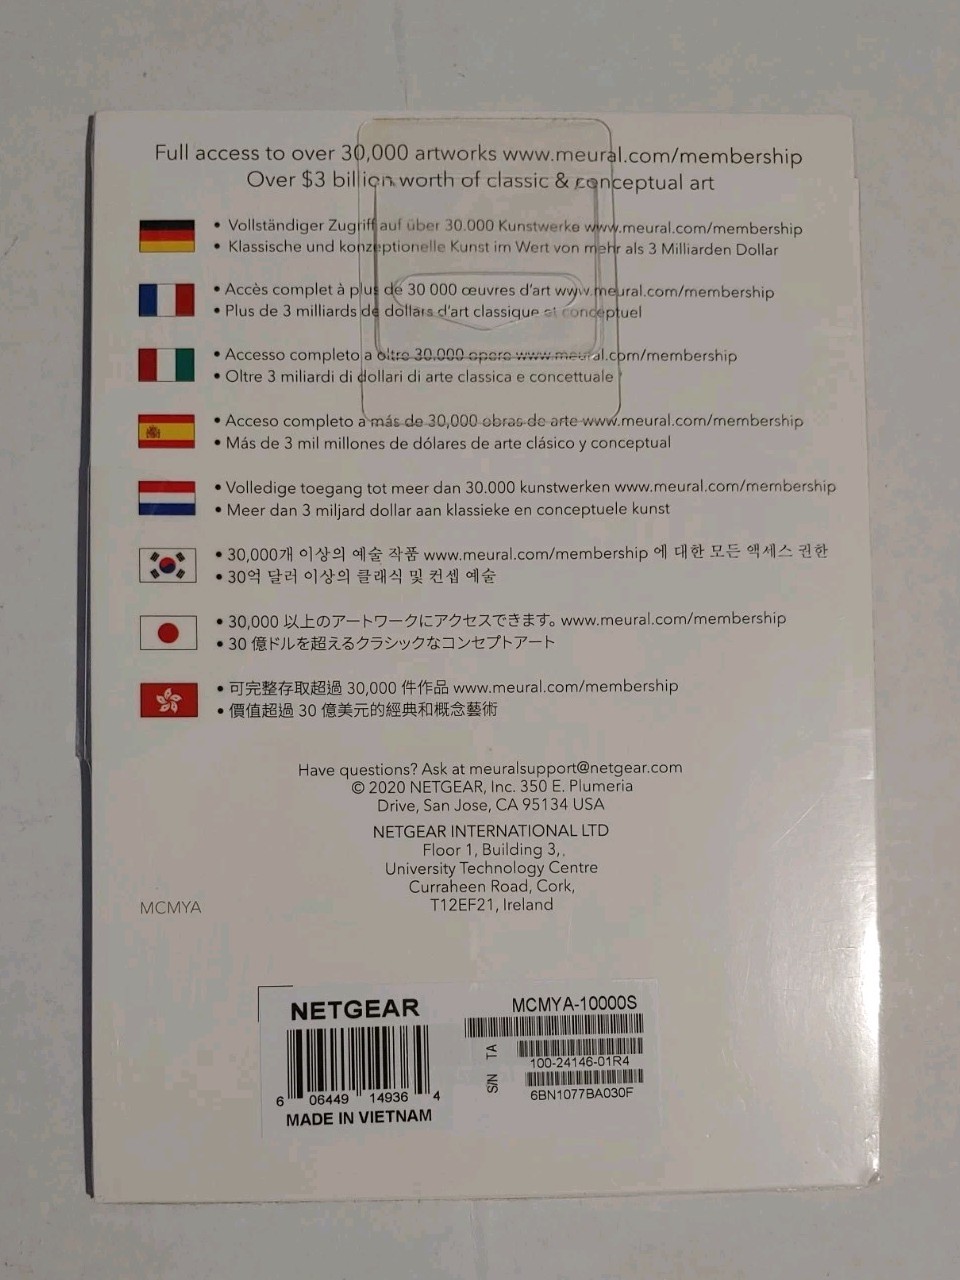 Full access to over 30,000 artworks www.meural.com/membership
Over $3 billion worth of classic & conceptual art
• Vollständiger Zugriff auf über 30.000 Kunstwerke www.meural.com/membership
• Klassische und konzeptionelle Kunst im Wert von mehr als 3 Milliarden Dollar
• Accès complet à plus de 30 000 œuvres d'art www.meural.com/membership
• Plus de 3 milliards de dollars d'art classique et conceptuel
• Accesso completo a oltre 30.000 opere www.meural.com/membership
• Oltre 3 miliardi di dollari di arte classica e concettuale
• Acceso completo a más de 30,000 obras de arte www.meural.com/membership
• Más de 3 mil millones de dólares de arte clásico y conceptual
• Volledige toegang tot meer dan 30.000 kunstwerken www.meural.com/membership
• Meer dan 3 miljard dollar aan klassieke en conceptuele kunst
• 30,000개 이상의 예술 작품 www.meural.com/membership 에 대한 모든 액세스 권한
• 30억 달러 이상의 클래식 및 컨셉 예술
• 30,000 以上のアートワークにアクセスできます。 www.meural.com/membership
• 30 億ドルを超えるクラシックなコンセプトアート
• 可完整存取超過 30,000 件作品 www.meural.com/membership
• 價值超過 30 億美元的經典和概念藝術
Have questions? Ask at meuralsupport@netgear.com
© 2020 NETGEAR, Inc. 350 E. Plumeria
Drive, San Jose, CA 95134 USA
NETGEAR INTERNATIONAL LTD
Floor 1, Building 3,.
University Technology Centre
Curraheen Road, Cork,
T12EF21, Ireland
MCMYA
NETGEAR
6 06449 14936 4
MADE IN VIETNAM
MCMYA-10000S
TA
100-24146-01R4
S/N
6BN1077BA030F